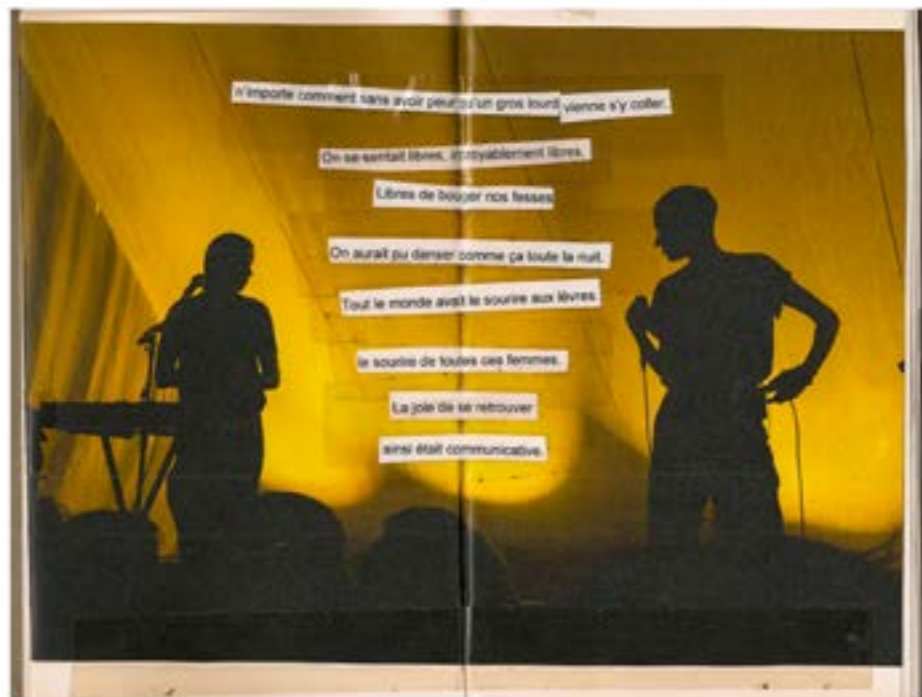 n'importe comment sans avoir peur qu'un gros lourd vienne s'y coller.
On se sentait libres, incroyablement libres.
Libres de bouger nos fesses
On aurait pu danser comme ça toute la nuit.
Tout le monde avait le sourire aux lèvres.
le sourire de toutes ces femmes.
La joie de se retrouver
ainsi était communicative.